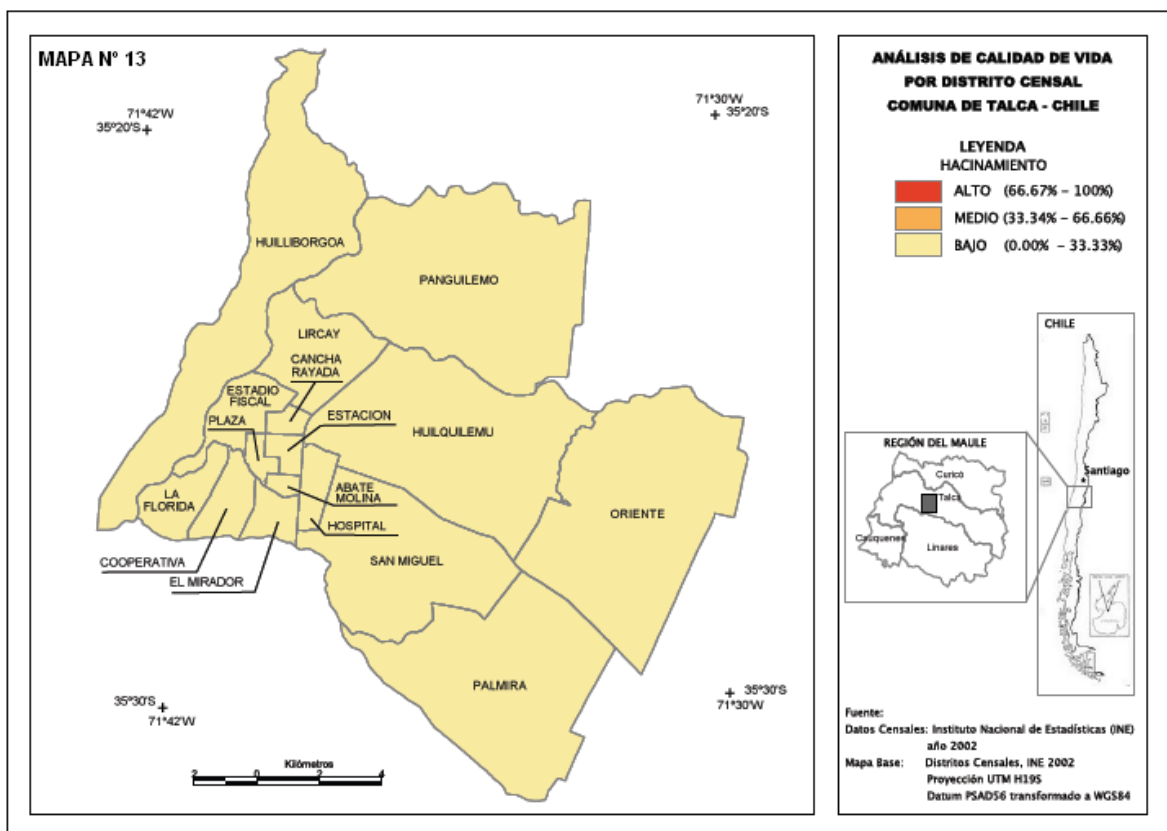 MAPA N° 13
71°42'W
35°20'S
71°30'W
35°20'S
HUILLIBORGOA
PANGUILEMO
LIRCAY
CANCHA
RAYADA
ESTADIO
FISCAL
PLAZA
ESTACION
HUILQUILEMU
LA
FLORIDA
ABATE
MOLINA
HOSPITAL
ORIENTE
COOPERATIVA
EL MIRADOR
SAN MIGUEL
PALMIRA
35°30'S
71°42'W
35°30'S
71°30'W
Kilómetros
2 0 2 4
ANÁLISIS DE CALIDAD DE VIDA
POR DISTRITO CENSAL
COMUNA DE TALCA - CHILE
LEYENDA
HACINAMIENTO
ALTO (66.67% - 100%)
MEDIO (33.34% - 66.66%)
BAJO (0.00% - 33.33%)
CHILE
Santiago
REGIÓN DEL MAULE
Curicó
Talca
Cauquenes
Linares
Fuente:
Datos Censales: Instituto Nacional de Estadísticas (INE)
año 2002
Mapa Base: Distritos Censales, INE 2002
Proyección UTM H19S
Datum PSAD56 transformado a WGS84